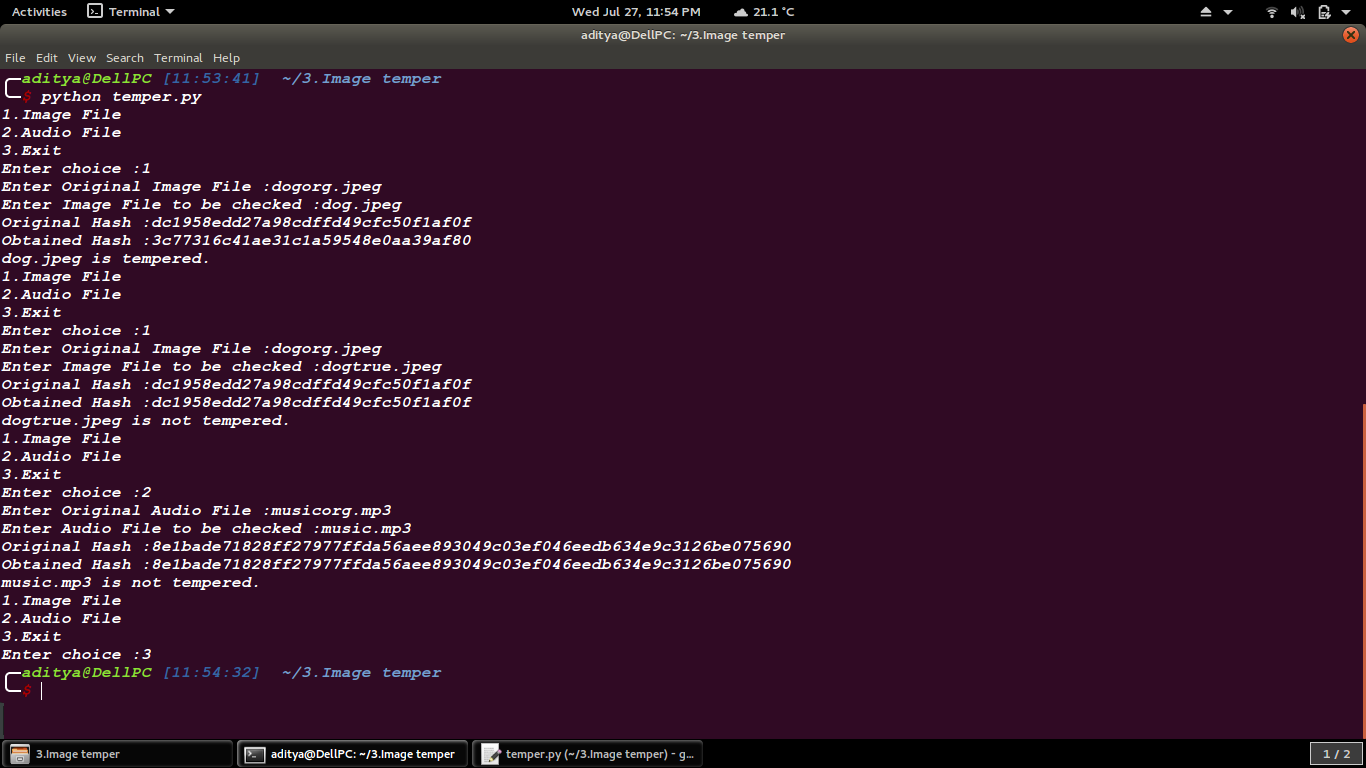 Activities Terminal Wed Jul 27, 11:54 PM 21.1 °C
aditya@DellPC: ~/3.Image temper
File Edit View Search Terminal Help
aditya@DellPC [11:53:41] ~/3.Image temper
$ python temper.py
1.Image File
2.Audio File
3.Exit
Enter choice :1
Enter Original Image File :dogorg.jpeg
Enter Image File to be checked :dog.jpeg
Original Hash :dc1958edd27a98cdffd49cfc50f1af0f
Obtained Hash :3c77316c41ae31c1a59548e0aa39af80
dog.jpeg is tempered.
1.Image File
2.Audio File
3.Exit
Enter choice :1
Enter Original Image File :dogorg.jpeg
Enter Image File to be checked :dogtrue.jpeg
Original Hash :dc1958edd27a98cdffd49cfc50f1af0f
Obtained Hash :dc1958edd27a98cdffd49cfc50f1af0f
dogtrue.jpeg is not tempered.
1.Image File
2.Audio File
3.Exit
Enter choice :2
Enter Original Audio File :musicorg.mp3
Enter Audio File to be checked :music.mp3
Original Hash :8e1bade71828ff27977ffda56aee893049c03ef046eedb634e9c3126be075690
Obtained Hash :8e1bade71828ff27977ffda56aee893049c03ef046eedb634e9c3126be075690
music.mp3 is not tempered.
1.Image File
2.Audio File
3.Exit
Enter choice :3
aditya@DellPC [11:54:32] ~/3.Image temper
$
3.Image temper aditya@DellPC: ~/3.Image temper temper.py (~/3.Image temper) - g... 1 / 2